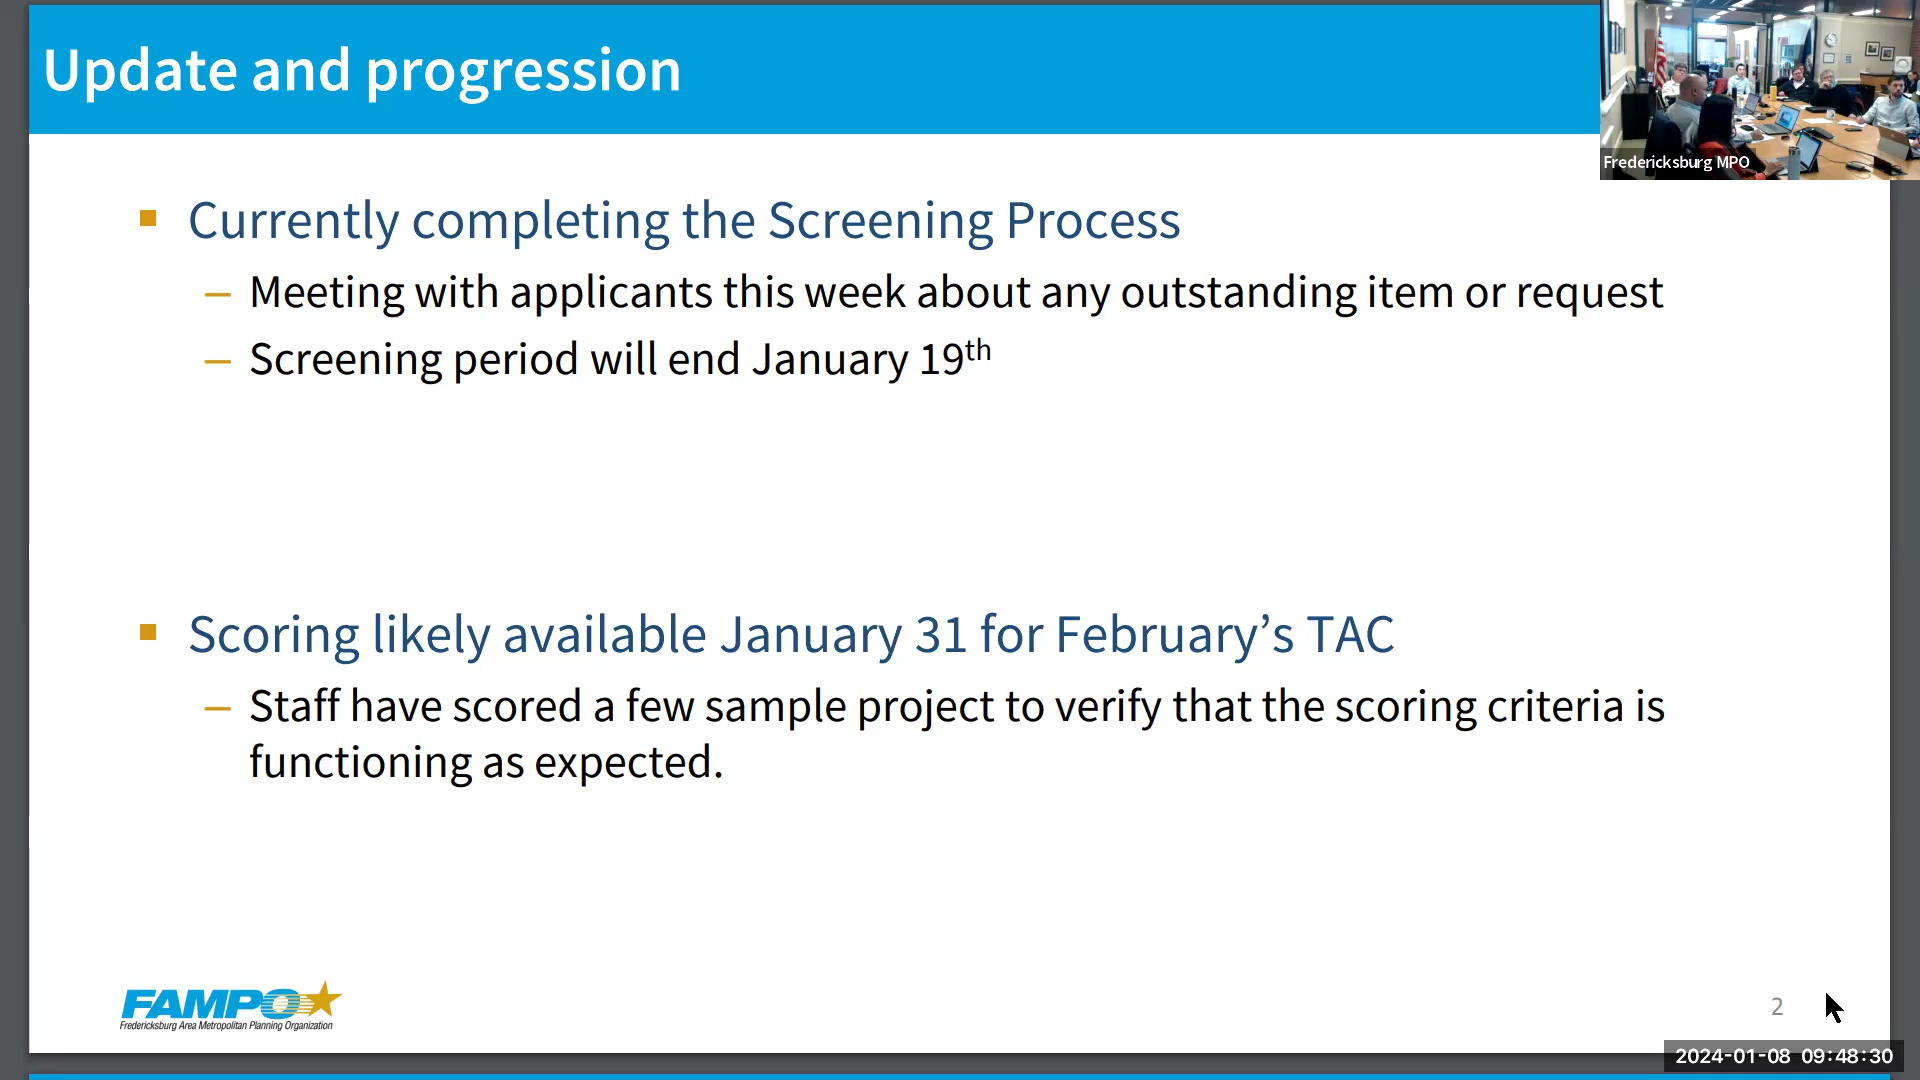 Update and progression
Fredericksburg MPO
▪ Currently completing the Screening Process
– Meeting with applicants this week about any outstanding item or request
– Screening period will end January 19th
▪ Scoring likely available January 31 for February’s TAC
– Staff have scored a few sample project to verify that the scoring criteria is
functioning as expected.
FAMPO
Fredericksburg Area Metropolitan Planning Organization
2
2024-01-08 09:48:30